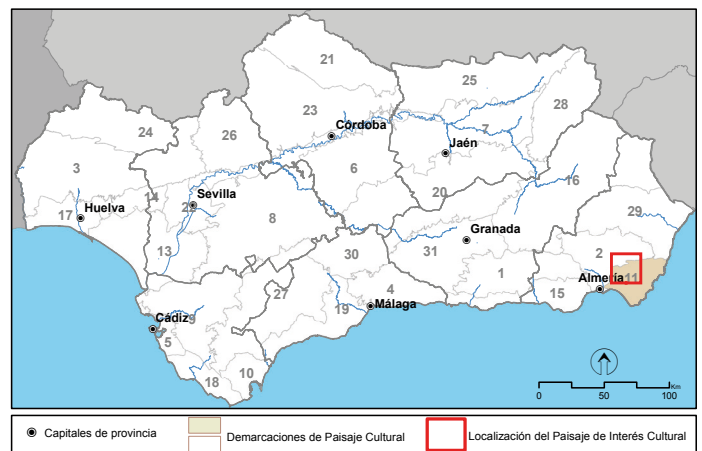 21
25
24
23
28
26
Córdoba
7
Jaén
3
6
16
20
14
Sevilla
22
29
17
Huelva
8
Granada
31
2
13
30
1
Almería
11
27
4
15
19
Málaga
9
Cádiz
5
18
10
0
50
100
Km
Capitales de provincia
Demarcaciones de Paisaje Cultural
Localización del Paisaje de Interés Cultural